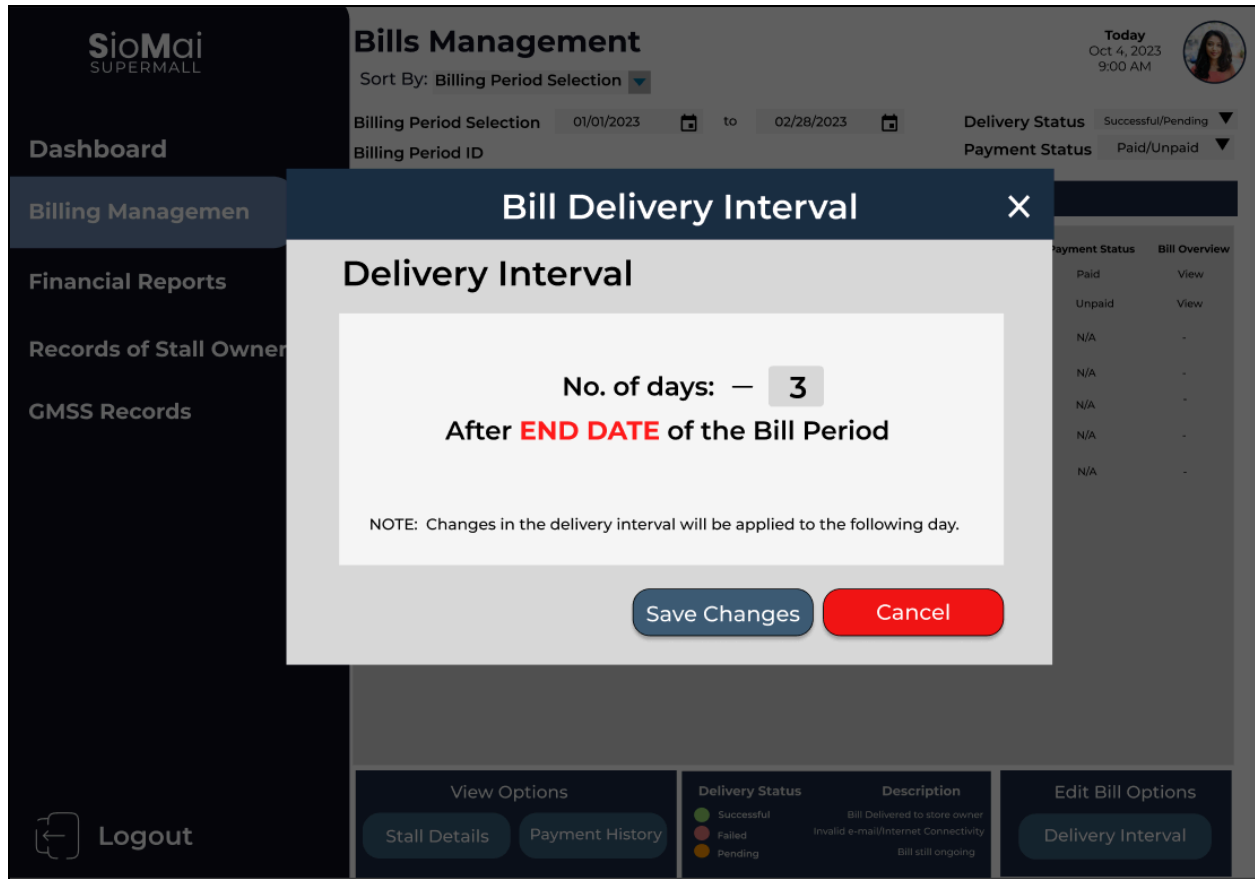 SioMai
SUPERMALL
Dashboard
Billing Managemen
Financial Reports
Records of Stall Owner
GMSS Records
Logout
Bills Management
Sort By: Billing Period Selection
Today
Oct 4, 2023
9:00 AM
Billing Period Selection 01/01/2023 to 02/28/2023
Billing Period ID
Delivery Status Successful/Pending
Payment Status Paid/Unpaid
Payment Status Bill Overview
Paid View
Unpaid View
N/A -
N/A -
N/A -
N/A -
N/A -
Bill Delivery Interval ×
Delivery Interval
No. of days: — 3
After END DATE of the Bill Period
NOTE: Changes in the delivery interval will be applied to the following day.
Save Changes Cancel
View Options
Stall Details Payment History
Delivery Status Description
Successful Bill Delivered to store owner
Failed Invalid e-mail/Internet Connectivity
Pending Bill still ongoing
Edit Bill Options
Delivery Interval